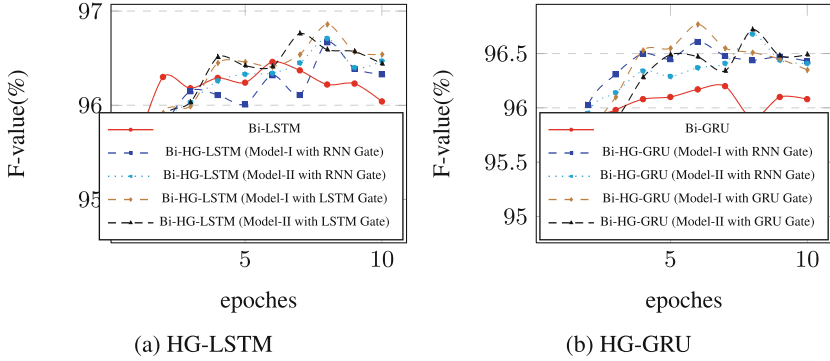 97
96
95
F-value(%)
Bi-LSTM
Bi-HG-LSTM (Model-I with RNN Gate)
Bi-HG-LSTM (Model-II with RNN Gate)
Bi-HG-LSTM (Model-I with LSTM Gate)
Bi-HG-LSTM (Model-II with LSTM Gate)
5 10
epoches
(a) HG-LSTM
96.5
96
95.5
95
F-value(%)
Bi-GRU
Bi-HG-GRU (Model-I with RNN Gate)
Bi-HG-GRU (Model-II with RNN Gate)
Bi-HG-GRU (Model-I with GRU Gate)
Bi-HG-GRU (Model-II with GRU Gate)
5 10
epoches
(b) HG-GRU